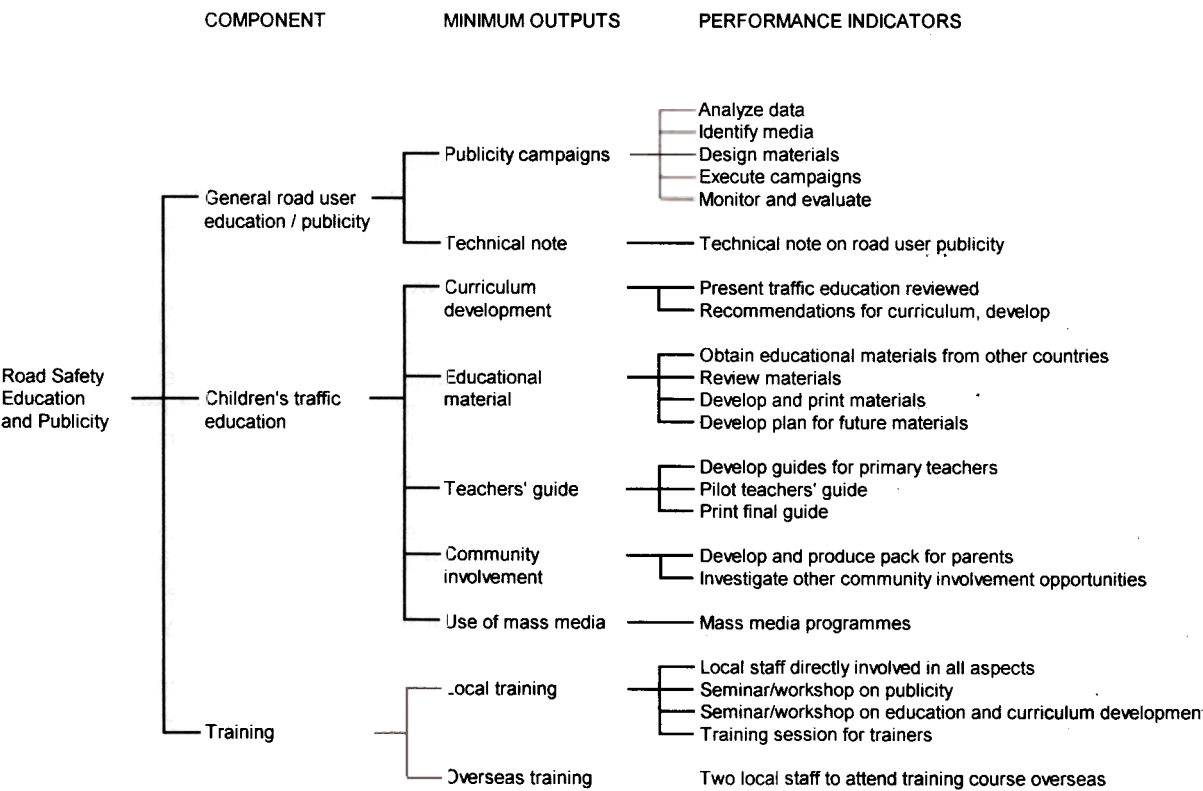 COMPONENT MINIMUM OUTPUTS PERFORMANCE INDICATORS
Analyze data
Identify media
Publicity campaigns Design materials
Execute campaigns
General road user
education / publicity
Monitor and evaluate
Technical note Technical note on road user publicity
Curriculum
development
Present traffic education reviewed
Recommendations for curriculum, develop
Road Safety
Education
and Publicity
Children's traffic
education
Educational
material
Obtain educational materials from other countries
Review materials
Develop and print materials
Develop plan for future materials
Teachers' guide
Develop guides for primary teachers
Pilot teachers' guide
Print final guide
Community
involvement
Develop and produce pack for parents
Investigate other community involvement opportunities
Use of mass media Mass media programmes
Training
Local training
Local staff directly involved in all aspects
Seminar/workshop on publicity
Seminar/workshop on education and curriculum developmen
Training session for trainers
Overseas training Two local staff to attend training course overseas